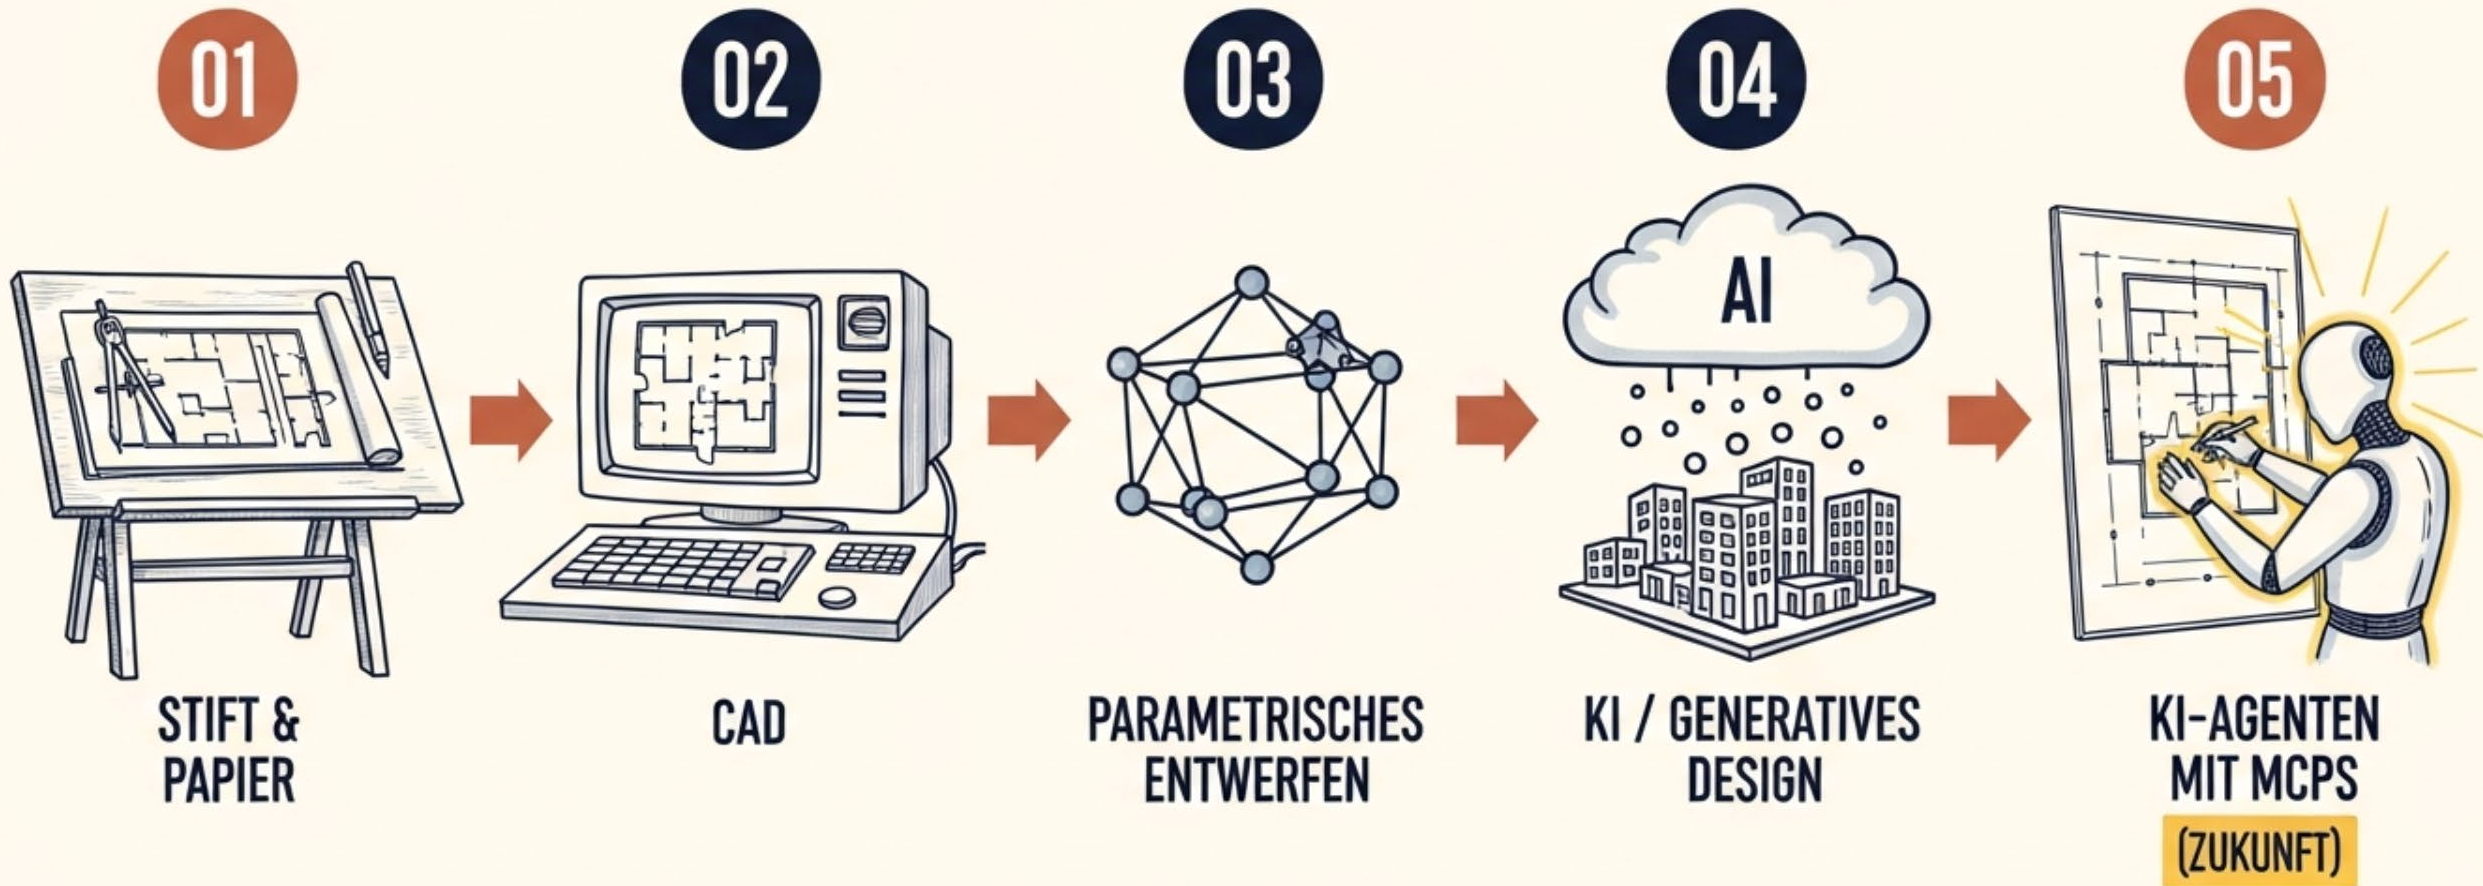 01
02
03
04
05
AI
STIFT &
PAPIER
CAD
PARAMETRISCHES
ENTWERFEN
KI / GENERATIVES
DESIGN
KI-AGENTEN
MIT MCPS
(ZUKUNFT)